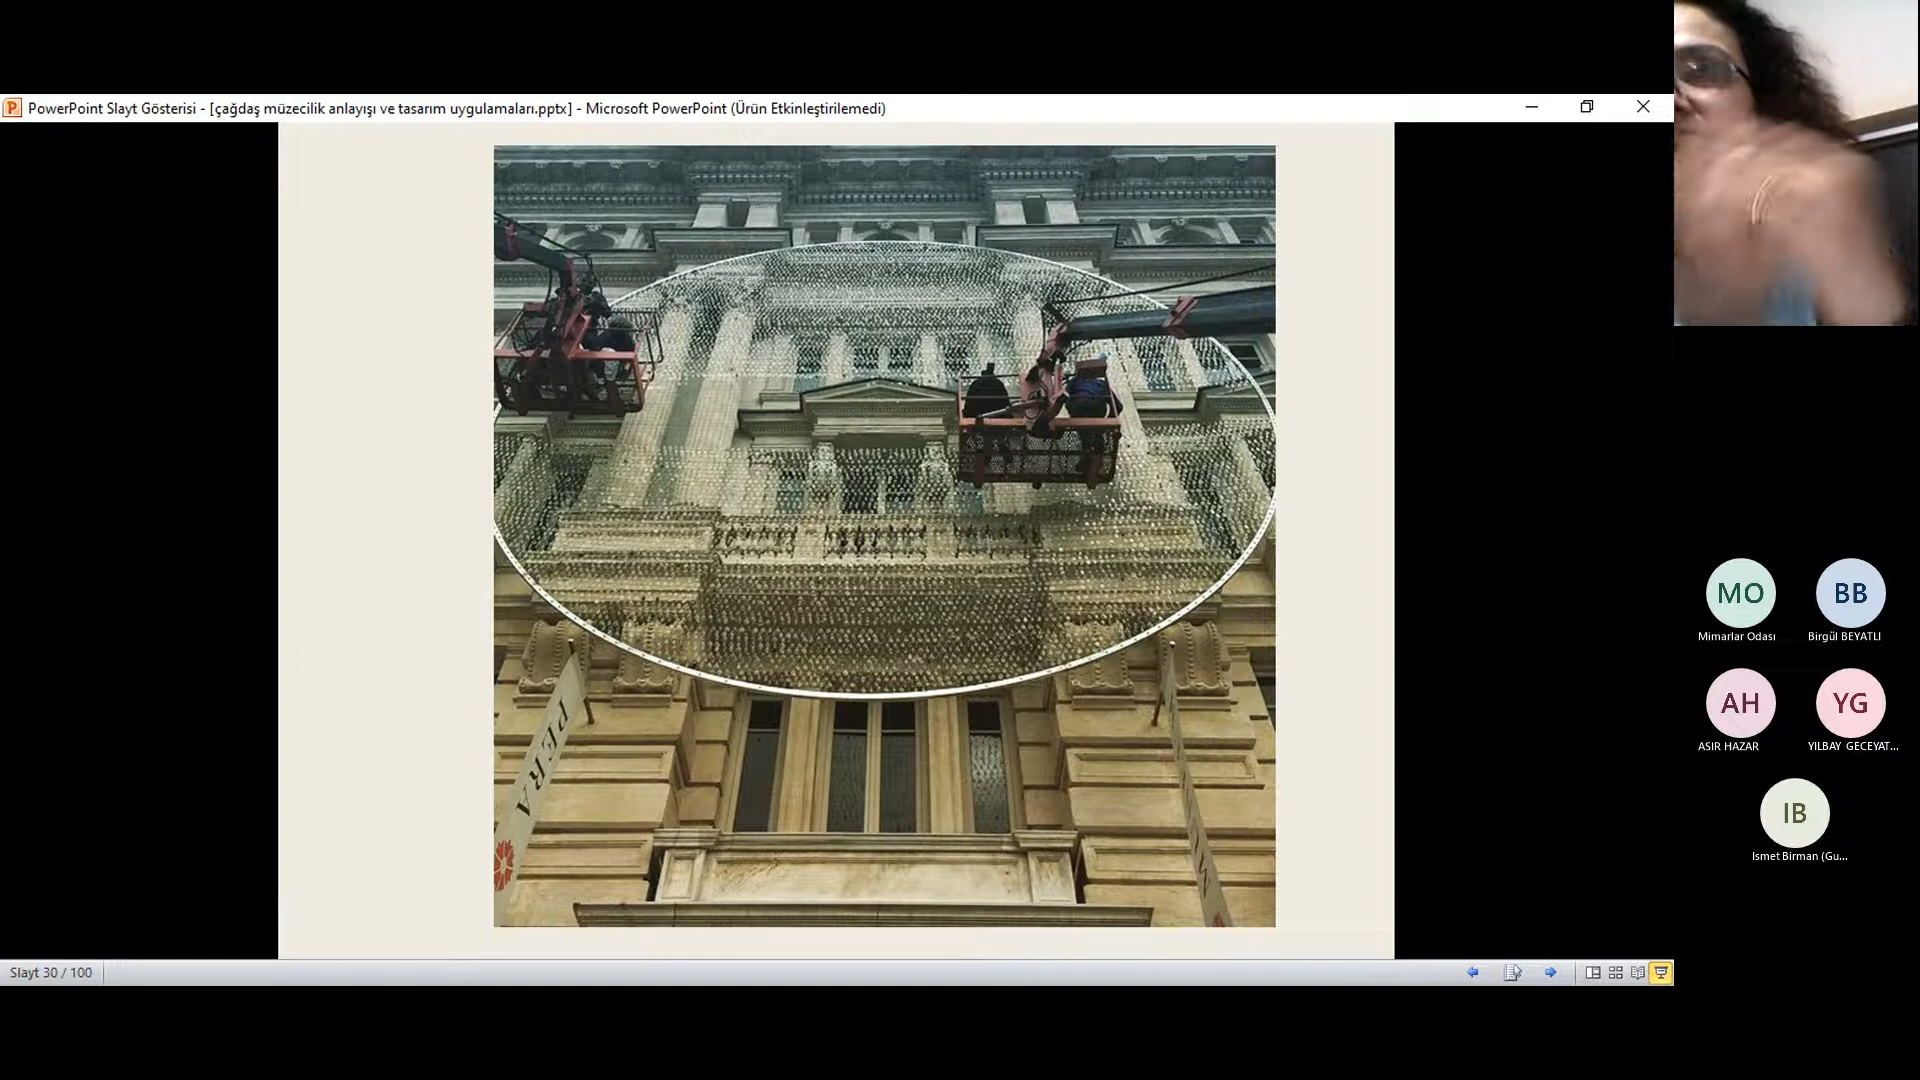 PowerPoint Slayt Gösterisi - [çağdaş müzecilik anlayışı ve tasarım uygulamaları.pptx] - Microsoft PowerPoint (Ürün Etkinleştirilemedi)
PERA
MO
BB
Mimarlar Odası
Birgül BEYATLI
AH
YG
ASIR HAZAR
YILBAY GECEYAT...
IB
Ismet Birman (Gu...
Slayt 30 / 100